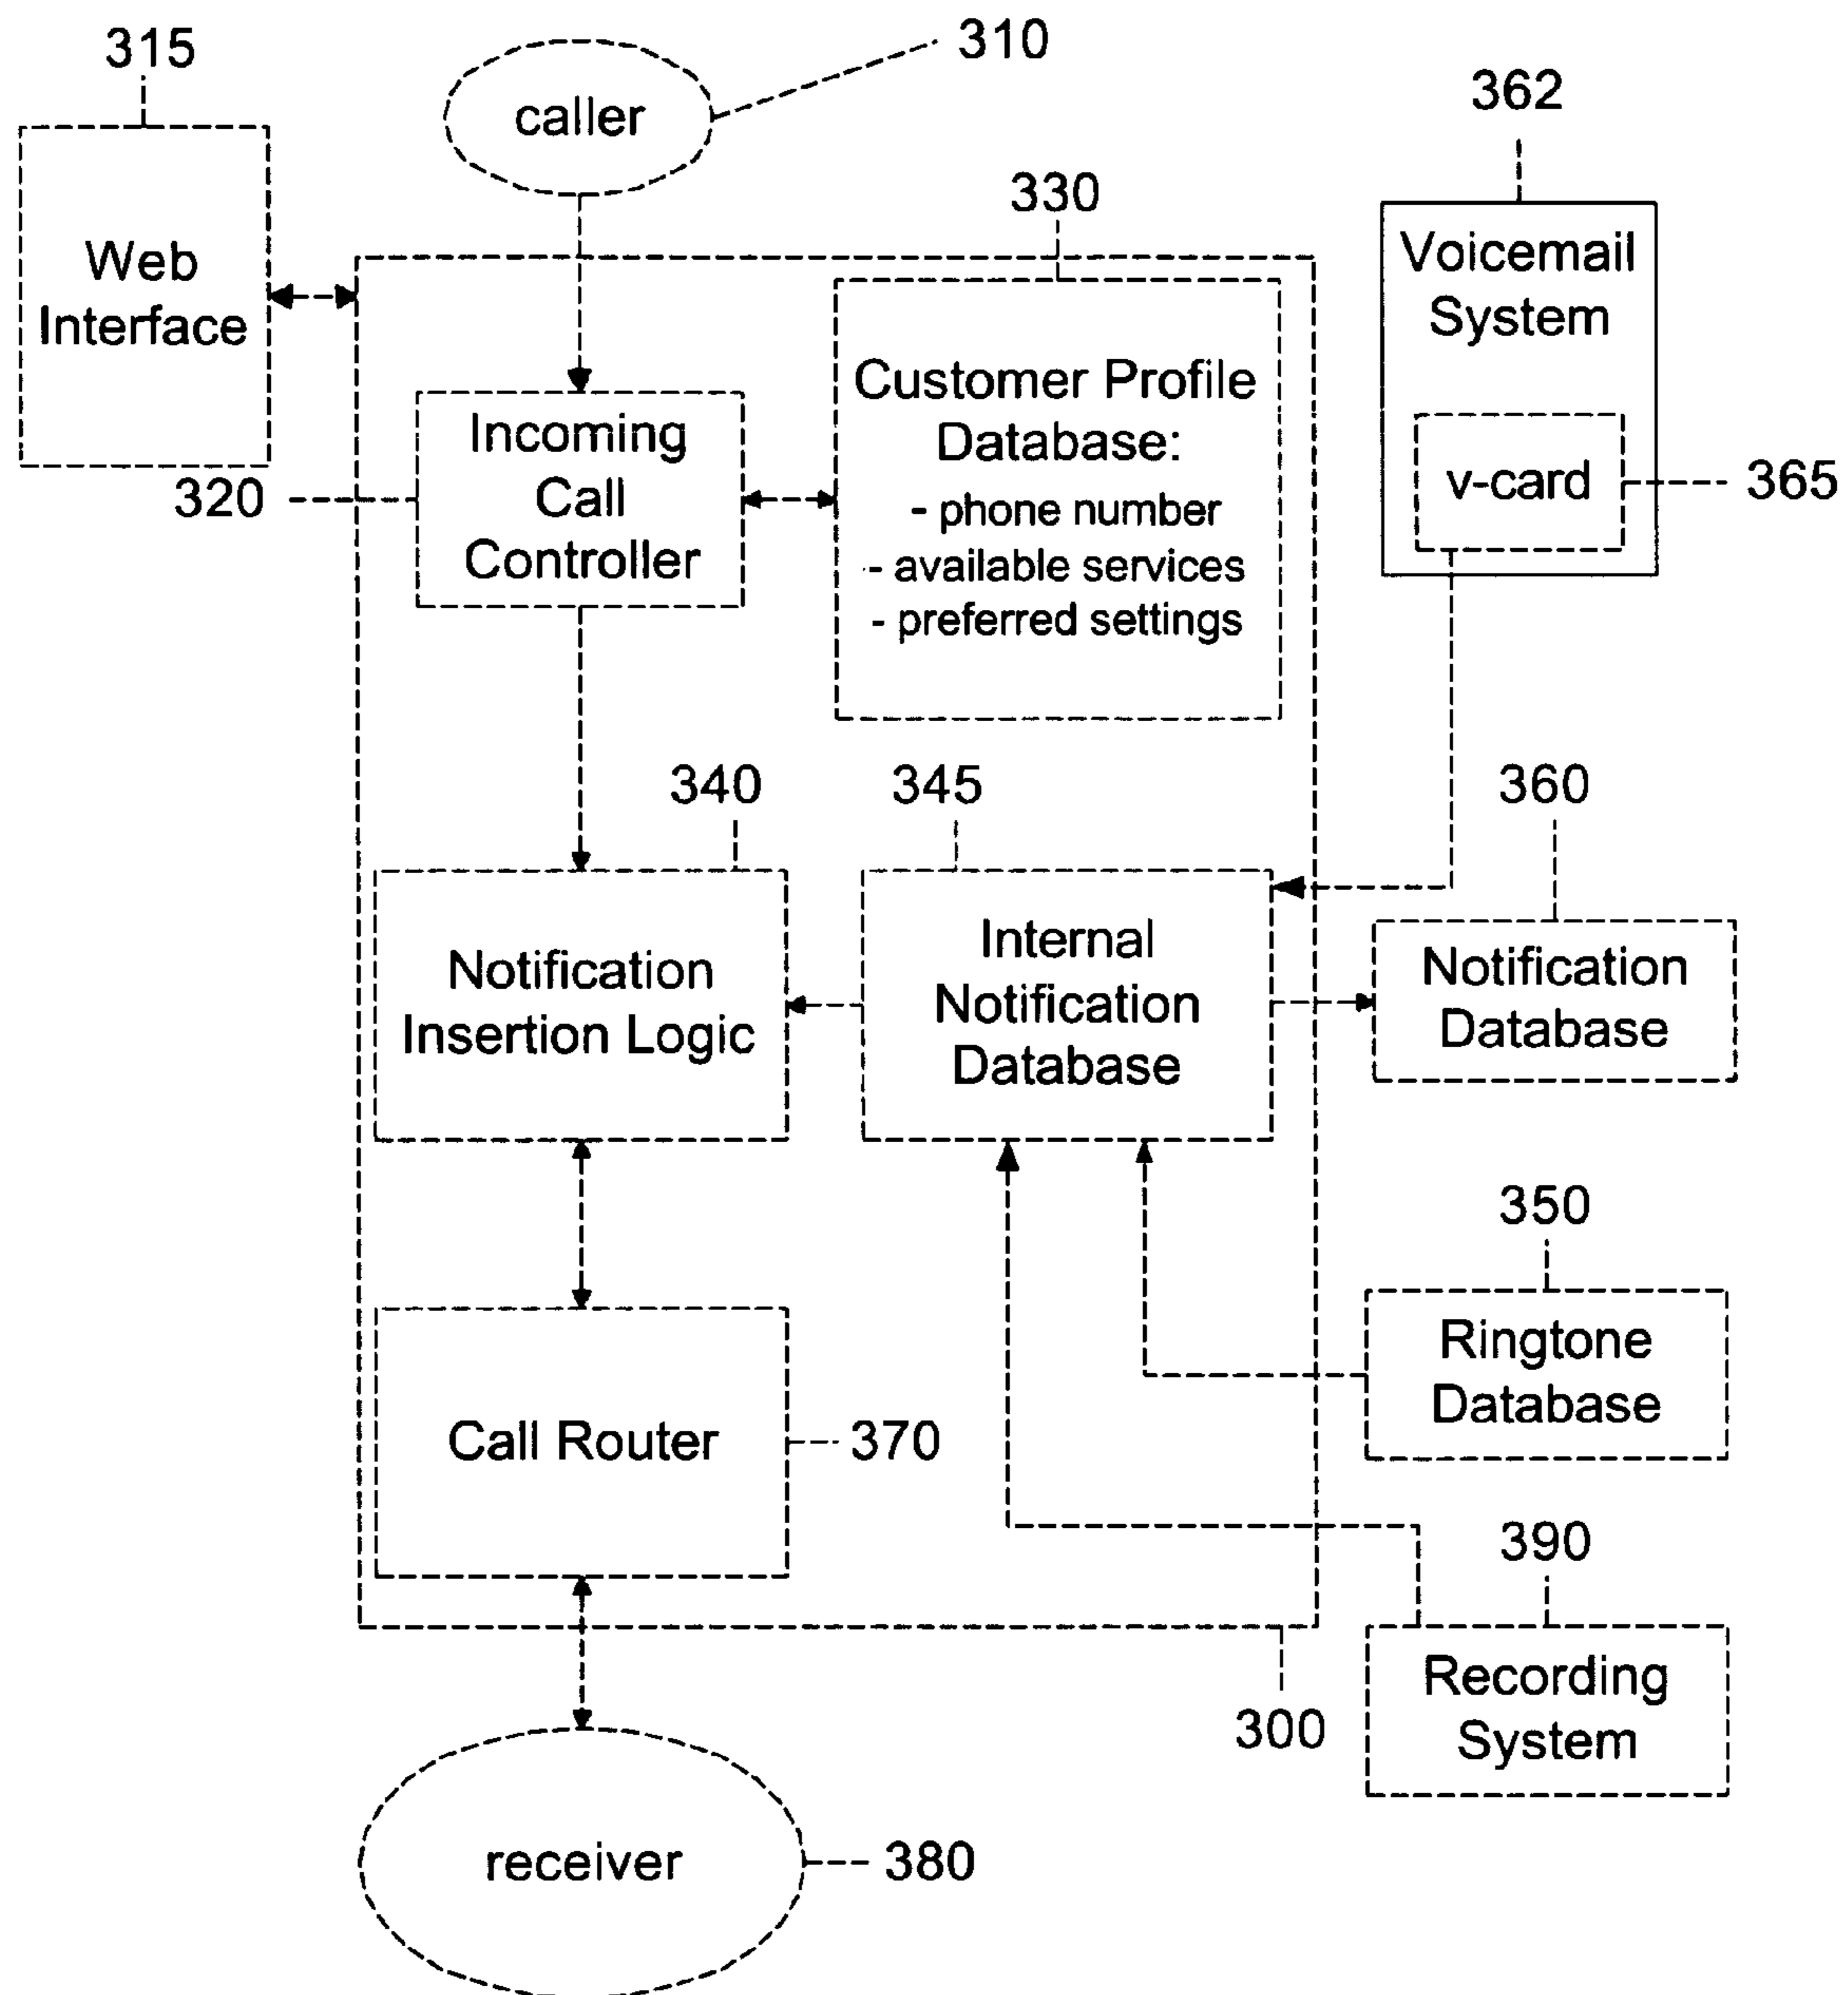 315
310
caller
362
330
Web
Interface
Voicemail
System
Customer Profile
Database:
- phone number
- available services
- preferred settings
Incoming
Call
Controller
320
v-card
365
340
345
360
Notification
Insertion Logic
Internal
Notification
Database
Notification
Database
350
Ringtone
Database
Call Router
370
390
Recording
System
300
receiver
380